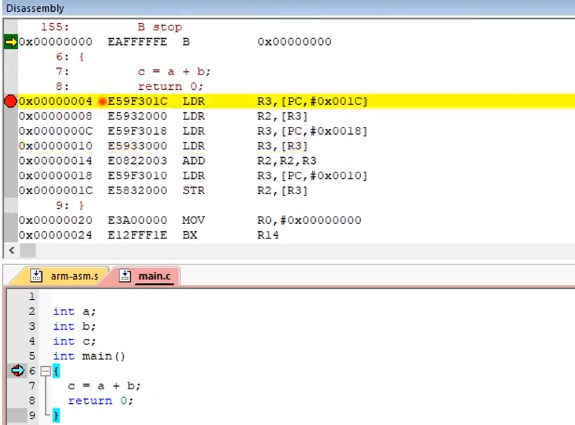 Disassembly
155: B stop
0x00000000 EAFFFFFE B 0x00000000
6: {
7: c = a + b;
8: return 0;
0x00000004 E59F301C LDR R3,[PC,#0x001C]
0x00000008 E5932000 LDR R2,[R3]
0x0000000C E59F3018 LDR R3,[PC,#0x0018]
0x00000010 E5933000 LDR R3,[R3]
0x00000014 E0822003 ADD R2,R2,R3
0x00000018 E59F3010 LDR R3,[PC,#0x0010]
0x0000001C E5832000 STR R2,[R3]
9: }
0x00000020 E3A00000 MOV R0,#0x00000000
0x00000024 E12FFF1E BX R14
arm-asm.s main.c
1
2 int a;
3 int b;
4 int c;
5 int main()
6 {
7 c = a + b;
8 return 0;
9 }